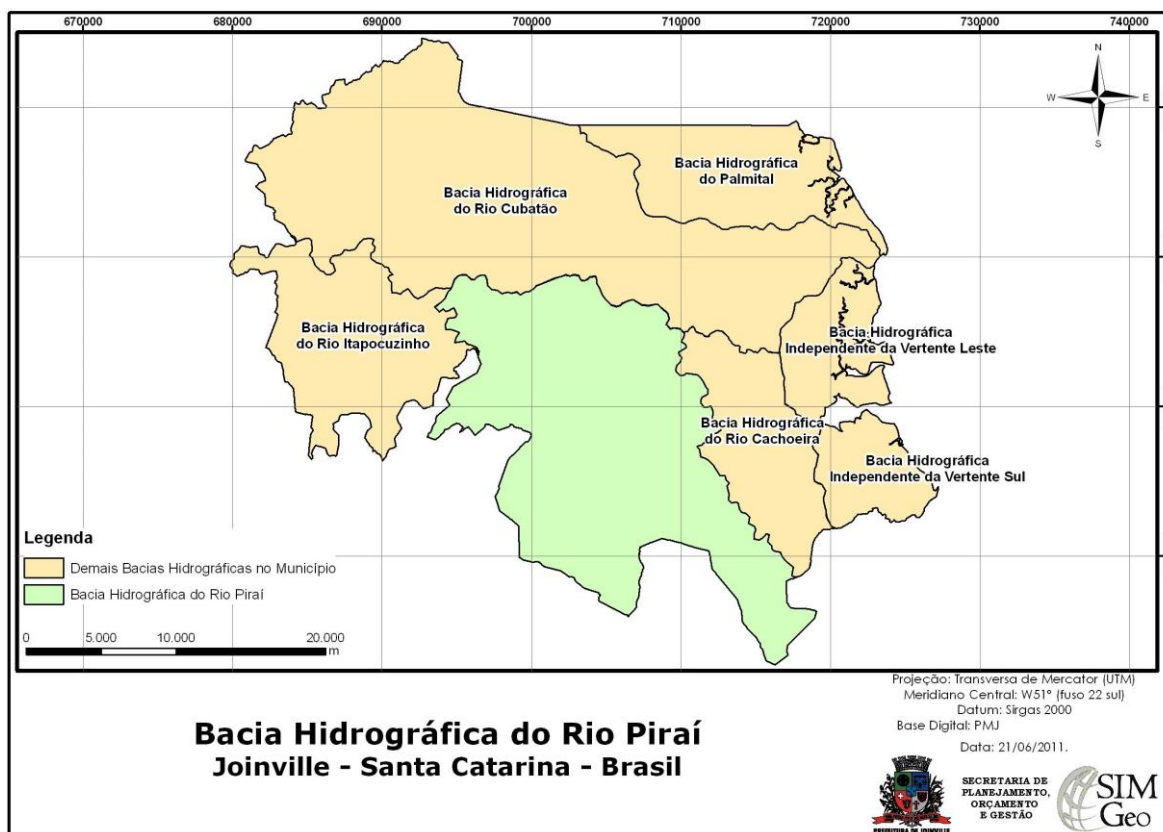 670000 680000 690000 700000 710000 720000 730000 740000
N
W E
S
Bacia Hidrográfica
do Palmital
Bacia Hidrográfica
do Rio Cubatão
Bacia Hidrográfica
do Rio Itapocuzinho
Bacia Hidrográfica
Independente da Vertente Leste
Bacia Hidrográfica
do Rio Cachoeira
Bacia Hidrográfica
Independente da Vertente Sul
Legenda
Demais Bacias Hidrográficas no Município
Bacia Hidrográfica do Rio Piraí
0 5.000 10.000 20.000
m
Bacia Hidrográfica do Rio Piraí
Joinville - Santa Catarina - Brasil
Projeção: Transversa de Mercator (UTM)
Meridiano Central: W51° (fuso 22 sul)
Datum: Sirgas 2000
Base Digital: PMJ
Data: 21/06/2011.
PREFEITURA DE JOINVILLE
SECRETARIA DE
PLANEJAMENTO,
ORÇAMENTO
E GESTÃO
SIM
Geo